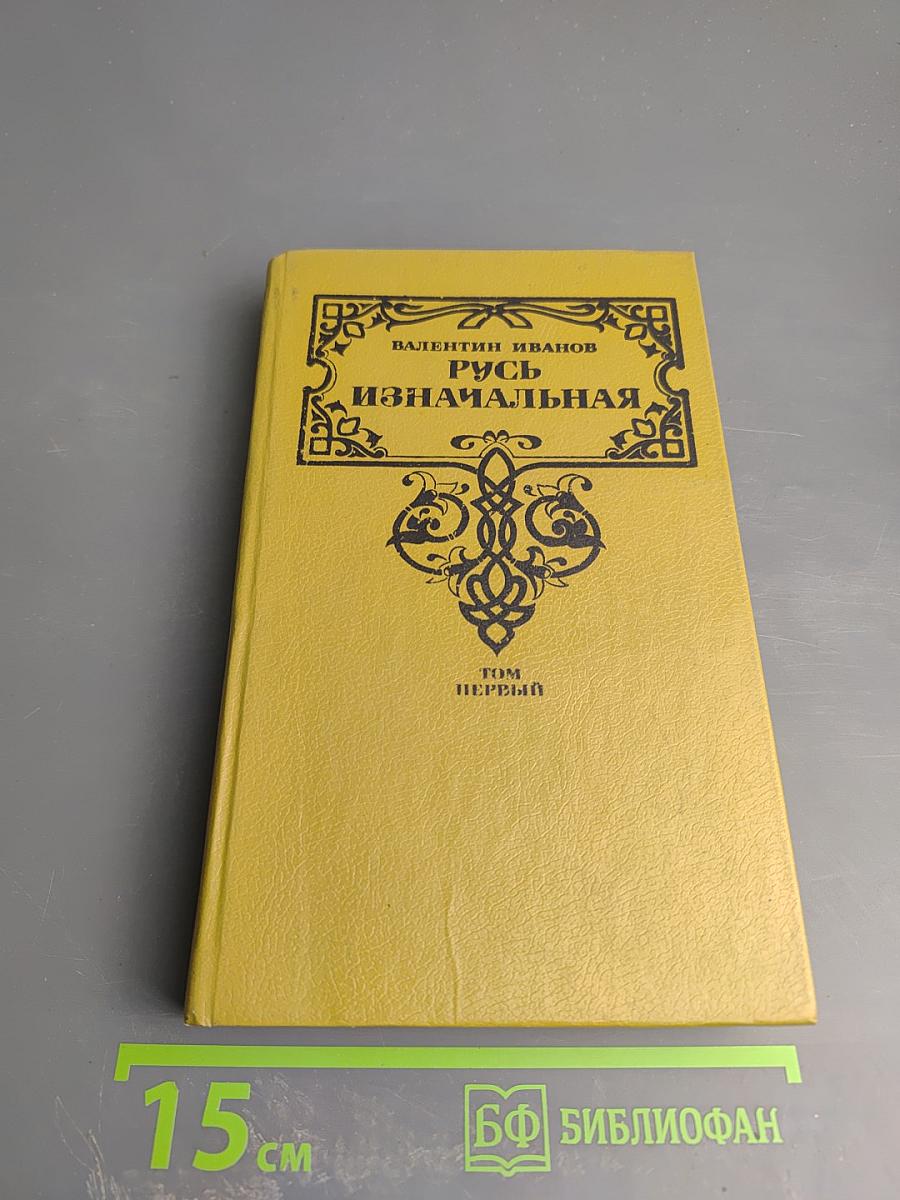 ВАЛЕНТИН ИВАНОВ
РУСЬ
ИЗНАЧАЛЬНАЯ
ТОМ
ПЕРВЫЙ
15 см
БФ БИБЛИОФАН